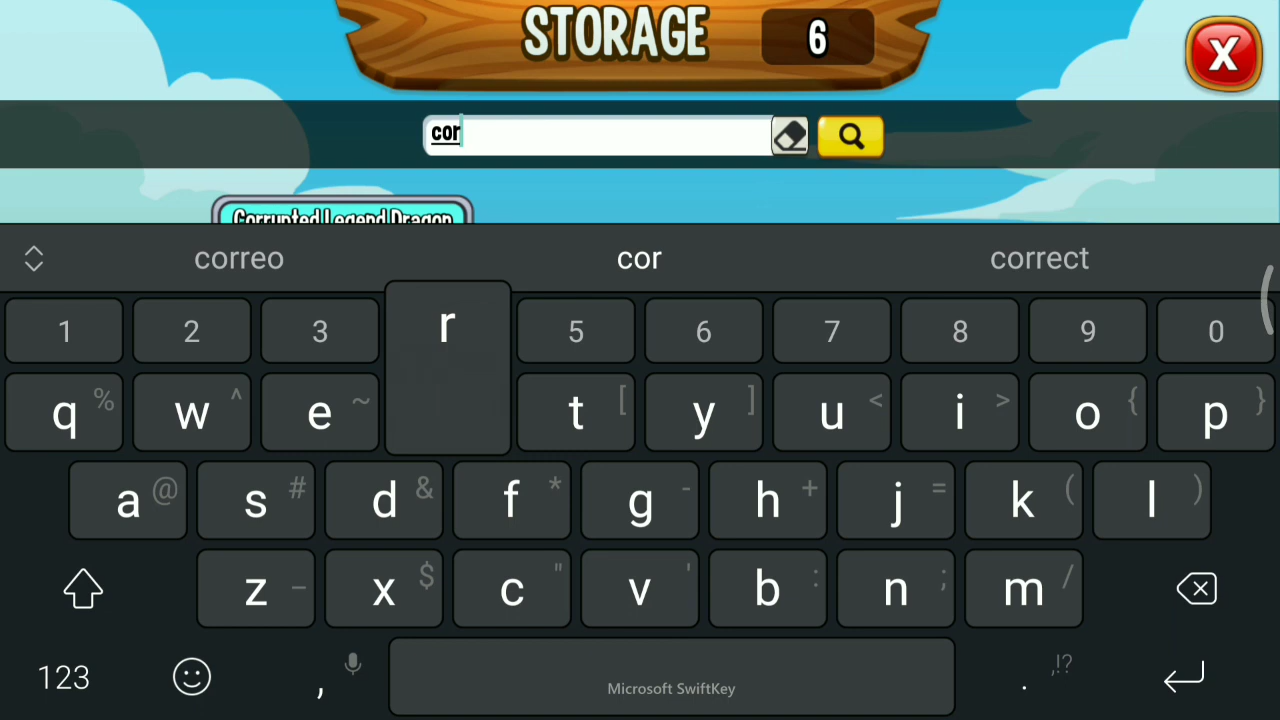 STORAGE 6
X
cor
Corrupted Legend Dragon
correo cor correct
1 2 3 r 5 6 7 8 9 0
q % w ^ e ~ t [ y ] u < i > o { p }
a @ s # d & f * g - h + j = k ( l )
z _ x $ c " v ' b : n ; m /
123 , Microsoft SwiftKey . ,!?